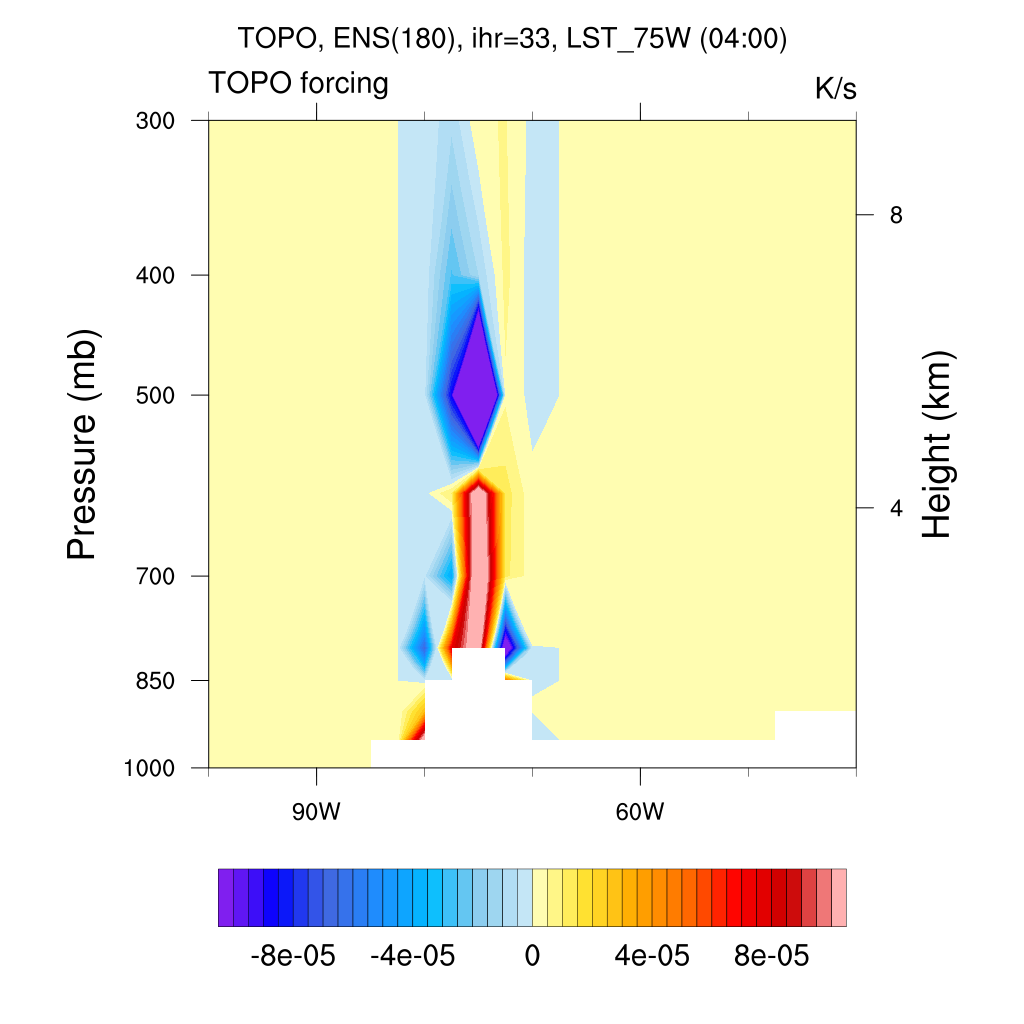 TOPO, ENS(180), ihr=33, LST_75W (04:00)
TOPO forcing
K/s
300
400
500
700
850
1000
Pressure (mb)
8
4
Height (km)
90W
60W
-8e-05
-4e-05
0
4e-05
8e-05